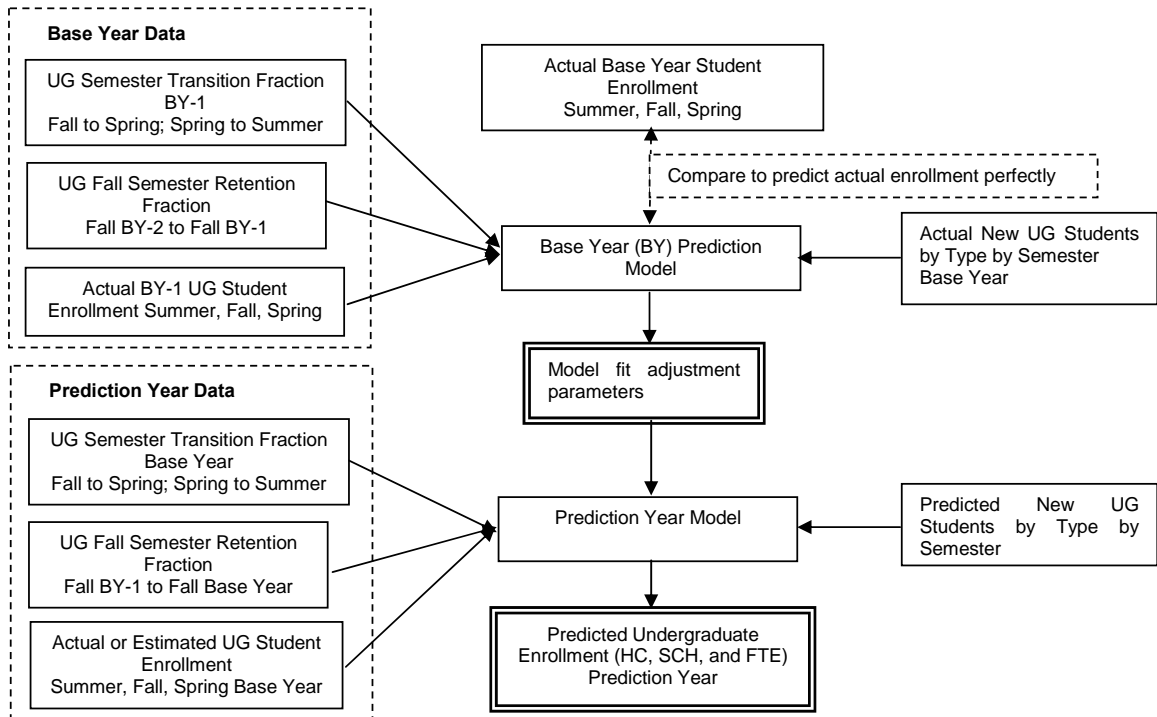 Base Year Data
UG Semester Transition Fraction
BY-1
Fall to Spring; Spring to Summer
UG Fall Semester Retention
Fraction
Fall BY-2 to Fall BY-1
Actual BY-1 UG Student
Enrollment Summer, Fall, Spring
Actual Base Year Student
Enrollment
Summer, Fall, Spring
Compare to predict actual enrollment perfectly
Base Year (BY) Prediction
Model
Actual New UG Students
by Type by Semester
Base Year
Model fit adjustment
parameters
Prediction Year Data
UG Semester Transition Fraction
Base Year
Fall to Spring; Spring to Summer
UG Fall Semester Retention
Fraction
Fall BY-1 to Fall Base Year
Actual or Estimated UG Student
Enrollment
Summer, Fall, Spring Base Year
Prediction Year Model
Predicted New UG
Students by Type by
Semester
Predicted Undergraduate
Enrollment (HC, SCH, and FTE)
Prediction Year